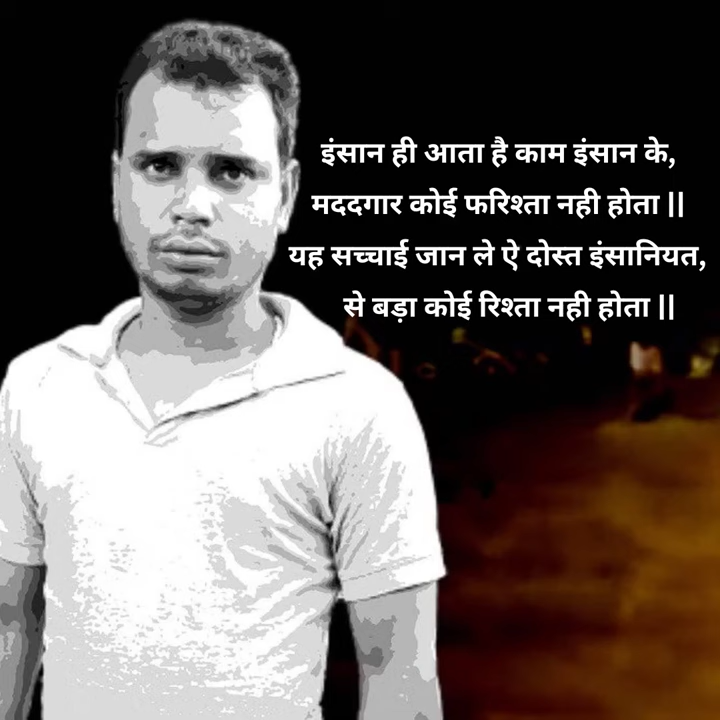 इंसान ही आता है काम इंसान के,
मददगार कोई फरिश्ता नही होता ||
यह सच्चाई जान ले ऐ दोस्त इंसानियत,
से बड़ा कोई रिश्ता नही होता ||